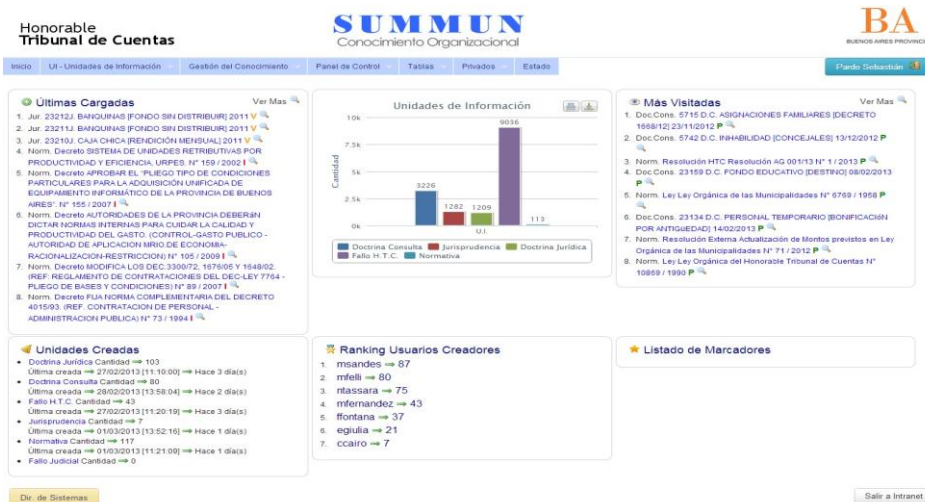 Honorable
Tribunal de Cuentas
SUMMUN
Conocimiento Organizacional
BA
BUENOS AIRES PROVINCIA
Inicio UI - Unidades de Información Gestión del Conocimiento Panel de Control Tablas Privados Estado
Pardo Sebastián
Últimas Cargadas Ver Mas
1. Jur. 23212J. BANQUINAS [FONDO SIN DISTRIBUIR] 2011 V
2. Jur. 23211J. BANQUINAS [FONDO SIN DISTRIBUIR] 2011 V
3. Jur. 23210J. CAJA CHICA [RENDICIÓN MENSUAL] 2011 V
4. Norm. Decreto SISTEMA DE UNIDADES RETRIBUTIVAS POR
PRODUCTIVIDAD Y EFICIENCIA. URPES. N° 159 / 2002 I
5. Norm. Decreto APROBAR EL "PLIEGO TIPO DE CONDICIONES
PARTICULARES PARA LA ADQUISICIÓN UNIFICADA DE
EQUIPAMIENTO INFORMÁTICO DE LA PROVINCIA DE BUENOS
AIRES". N° 155 / 2007 I
6. Norm. Decreto AUTORIDADES DE LA PROVINCIA DEBERáN
DICTAR NORMAS INTERNAS PARA CUIDAR LA CALIDAD Y
PRODUCTIVIDAD DEL GASTO. (CONTROL-GASTO PUBLICO -
AUTORIDAD DE APLICACION MRIO.DE ECONOMIA-
RACIONALIZACION-RESTRICCION) N° 105 / 2009 I
7. Norm. Decreto MODIFICA LOS DEC.3300/72, 1676/05 Y 1648/02.
(REF: REGLAMENTO DE CONTRATACIONES DEL DEC-LEY 7764 -
PLIEGO DE BASES Y CONDICIONES) N° 89 / 2007 I
8. Norm. Decreto FIJA NORMA COMPLEMENTARIA DEL DECRETO
4015/93. (REF. CONTRATACION DE PERSONAL -
ADMINISTRACION PUBLICA) N° 73 / 1994 I
Unidades de Información
Cantidad
10k
7.5k
5k
2.5k
0k
3226
1282
1209
9036
113
U.I.
Doctrina Consulta Jurisprudencia Doctrina Jurídica
Fallo H.T.C. Normativa
Más Visitadas Ver Mas
1. Doc.Cons. 5715 D.C. ASIGNACIONES FAMILIARES [DECRETO
1668/12] 23/11/2012 P
2. Doc.Cons. 5742 D.C. INHABILIDAD [CONCEJALES] 13/12/2012 P
3. Norm. Resolución HTC Resolución AG 001/13 N° 1 / 2013 P
4. Doc.Cons. 23159 D.C. FONDO EDUCATIVO [DESTINO] 08/02/2013
P
5. Norm. Ley Ley Orgánica de las Municipalidades N° 6769 / 1958 P
6. Doc.Cons. 23134 D.C. PERSONAL TEMPORARIO [BONIFICACIóN
POR ANTIGUEDAD] 14/02/2013 P
7. Norm. Resolución Externa Actualización de Montos previstos en Ley
Orgánica de las Municipalidades N° 71 / 2012 P
8. Norm. Ley Ley Orgánica del Honorable Tribunal de Cuentas N°
10869 / 1990 P
Unidades Creadas
Doctrina Jurídica Cantidad 103
Última creada 27/02/2013 [11:10:00] Hace 3 día(s)
Doctrina Consulta Cantidad 80
Última creada 28/02/2013 [13:58:04] Hace 2 día(s)
Fallo H.T.C. Cantidad 43
Última creada 27/02/2013 [11:20:19] Hace 3 día(s)
Jurisprudencia Cantidad 7
Última creada 01/03/2013 [13:52:16] Hace 1 día(s)
Normativa Cantidad 117
Última creada 01/03/2013 [11:21:09] Hace 1 día(s)
Fallo Judicial Cantidad 0
Ranking Usuarios Creadores
1. msandes 87
2. mfelli 80
3. ntassara 75
4. mfernandez 43
5. ffontana 37
6. egiulia 21
7. ccairo 7
Listado de Marcadores
Dir. de Sistemas
Salir a Intranet